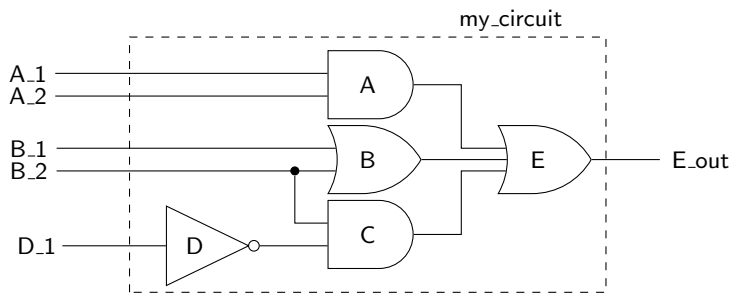 my_circuit
A_1
A_2
A
B_1
B_2
B
E
E_out
C
D_1
D